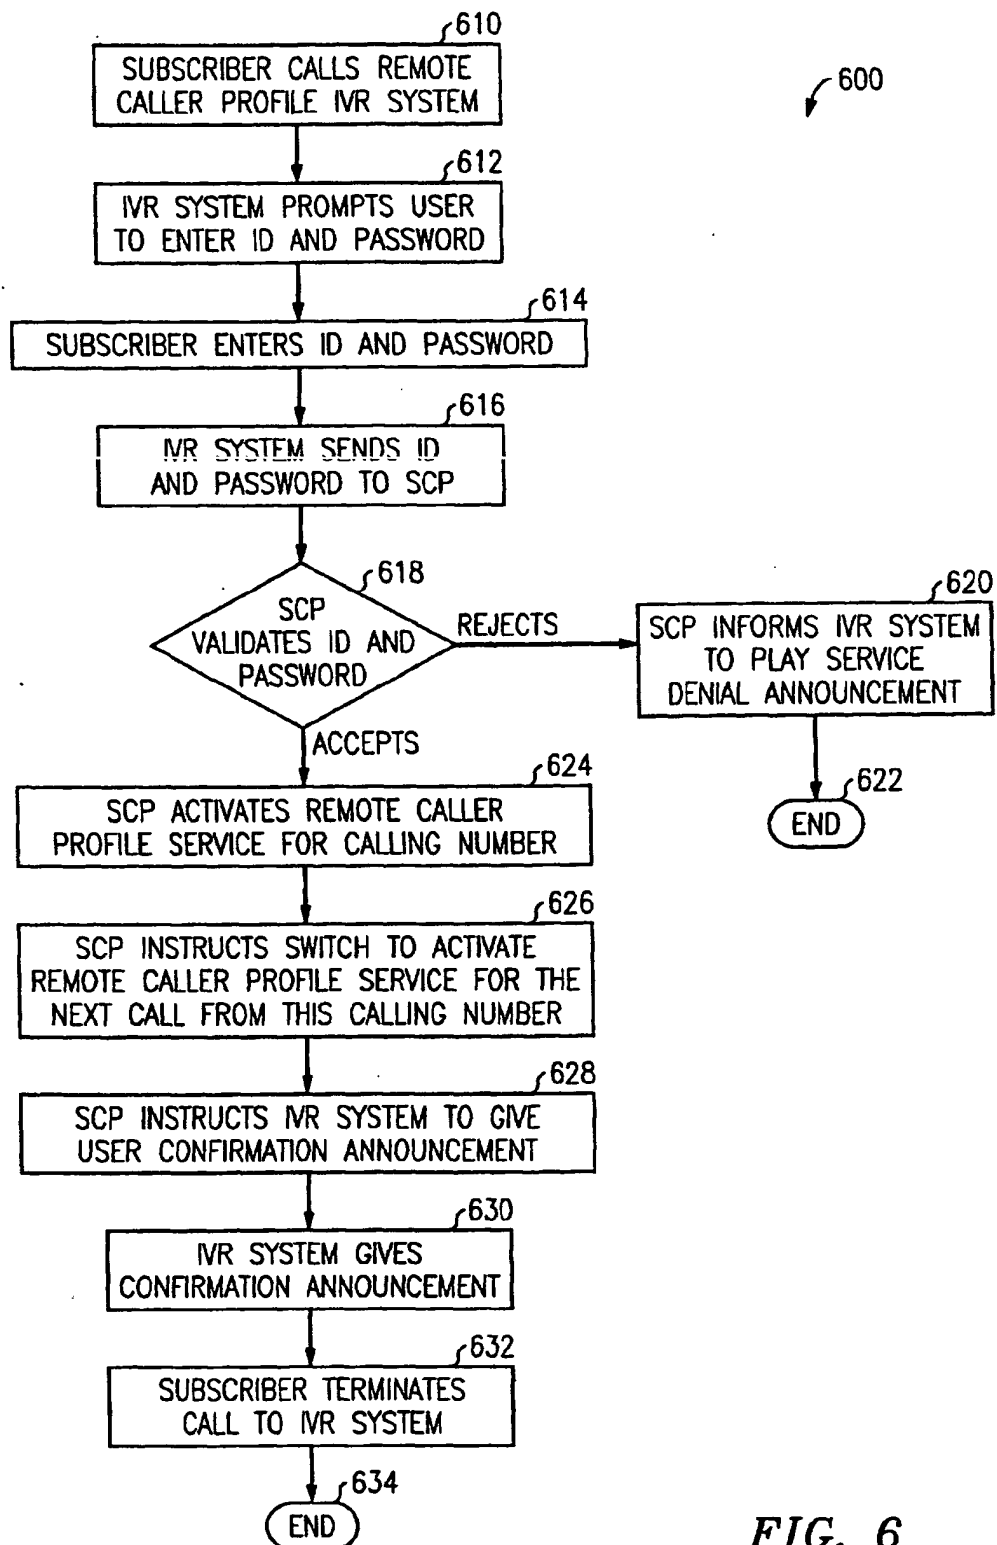 610
SUBSCRIBER CALLS REMOTE
CALLER PROFILE IVR SYSTEM
600
612
IVR SYSTEM PROMPTS USER
TO ENTER ID AND PASSWORD
614
SUBSCRIBER ENTERS ID AND PASSWORD
616
IVR SYSTEM SENDS ID
AND PASSWORD TO SCP
618
SCP
VALIDATES ID AND
PASSWORD
REJECTS
620
SCP INFORMS IVR SYSTEM
TO PLAY SERVICE
DENIAL ANNOUNCEMENT
622
END
ACCEPTS
624
SCP ACTIVATES REMOTE CALLER
PROFILE SERVICE FOR CALLING NUMBER
626
SCP INSTRUCTS SWITCH TO ACTIVATE
REMOTE CALLER PROFILE SERVICE FOR THE
NEXT CALL FROM THIS CALLING NUMBER
628
SCP INSTRUCTS IVR SYSTEM TO GIVE
USER CONFIRMATION ANNOUNCEMENT
630
IVR SYSTEM GIVES
CONFIRMATION ANNOUNCEMENT
632
SUBSCRIBER TERMINATES
CALL TO IVR SYSTEM
634
END
FIG. 6